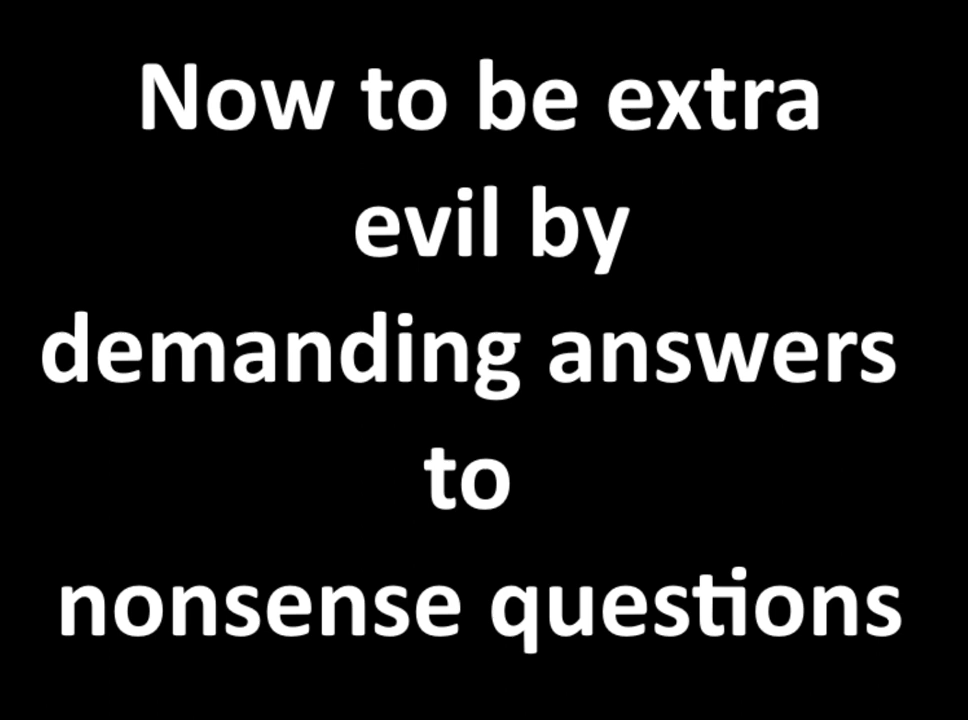 Now to be extra
evil by
demanding answers
to
nonsense questions